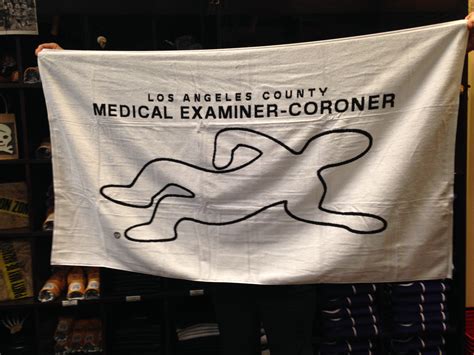 LOS ANGELES COUNTY
MEDICAL EXAMINER-CORONER